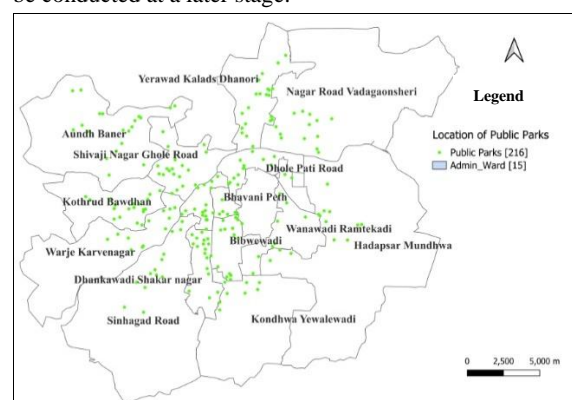 be conducted at a later stage.
Yerawad Kalads Dhanori
Nagar Road Vadagaonsheri
Legend
Aundh Baner
Location of Public Parks
Shivaji Nagar Ghole Road
Public Parks [216]
Admin_Ward [15]
Dhole Pati Road
Kothrud Bawdhan
Bhavani Peth
Wanawadi Ramtekadi
Bibwewadi
Hadapsar Mundhwa
Warje Karvenagar
Dhankawadi Shakar nagar
Sinhagad Road
Kondhwa Yewalewadi
0 2,500 5,000 m